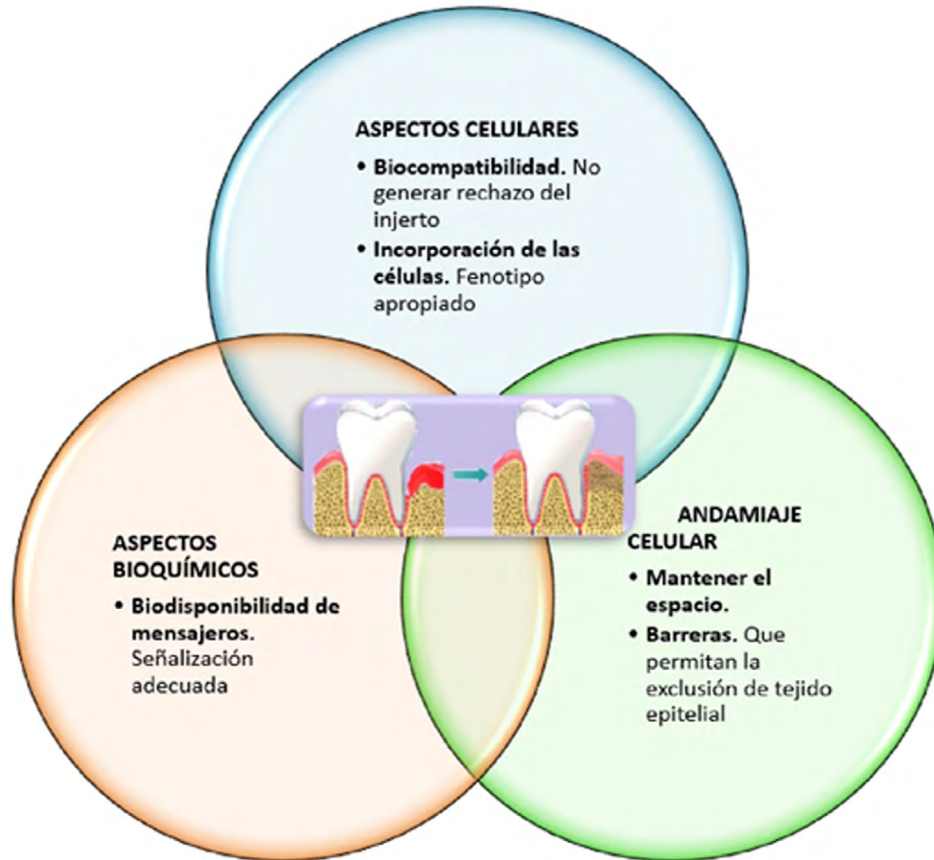 ASPECTOS CELULARES
• Biocompatibilidad. No
generar rechazo del
injerto
• Incorporación de las
células. Fenotipo
apropiado
ASPECTOS
BIOQUÍMICOS
• Biodisponibilidad de
mensajeros.
Señalización
adecuada
ANDAMIAJE
CELULAR
• Mantener el
espacio.
• Barreras. Que
permitan la
exclusión de tejido
epitelial